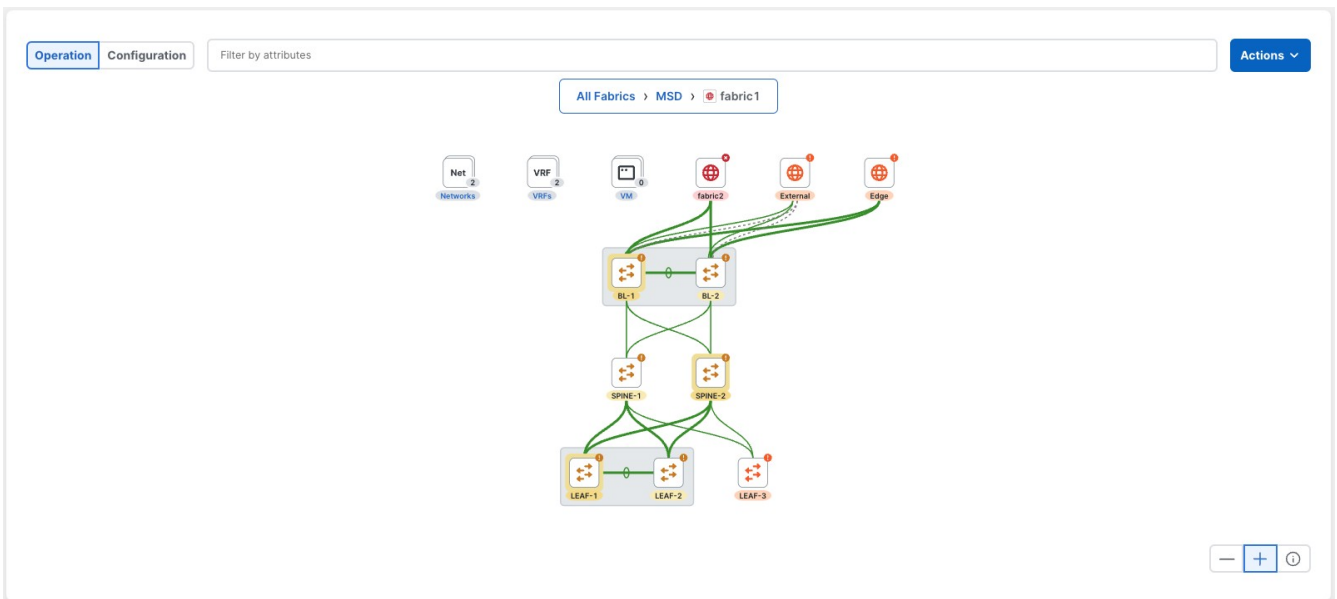 Operation Configuration Filter by attributes Actions
All Fabrics > MSD > fabric1
Net 2 VRF 2 0
Networks VRFs VM fabric2 External Edge
BL-1 BL-2
SPINE-1 SPINE-2
LEAF-1 LEAF-2 LEAF-3